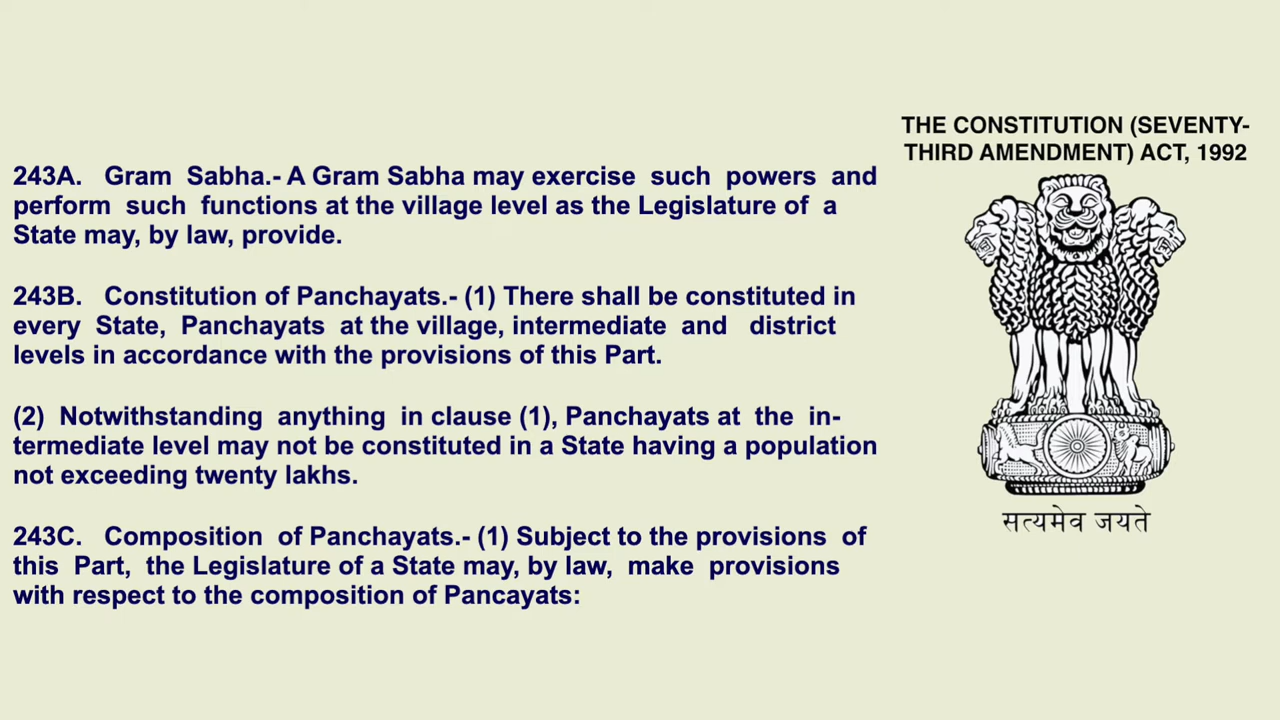 243A. Gram Sabha.- A Gram Sabha may exercise such powers and
perform such functions at the village level as the Legislature of a
State may, by law, provide.
243B. Constitution of Panchayats.- (1) There shall be constituted in
every State, Panchayats at the village, intermediate and district
levels in accordance with the provisions of this Part.
(2) Notwithstanding anything in clause (1), Panchayats at the in-
termediate level may not be constituted in a State having a population
not exceeding twenty lakhs.
243C. Composition of Panchayats.- (1) Subject to the provisions of
this Part, the Legislature of a State may, by law, make provisions
with respect to the composition of Pancayats:
THE CONSTITUTION (SEVENTY-
THIRD AMENDMENT) ACT, 1992
सत्यमेव जयते